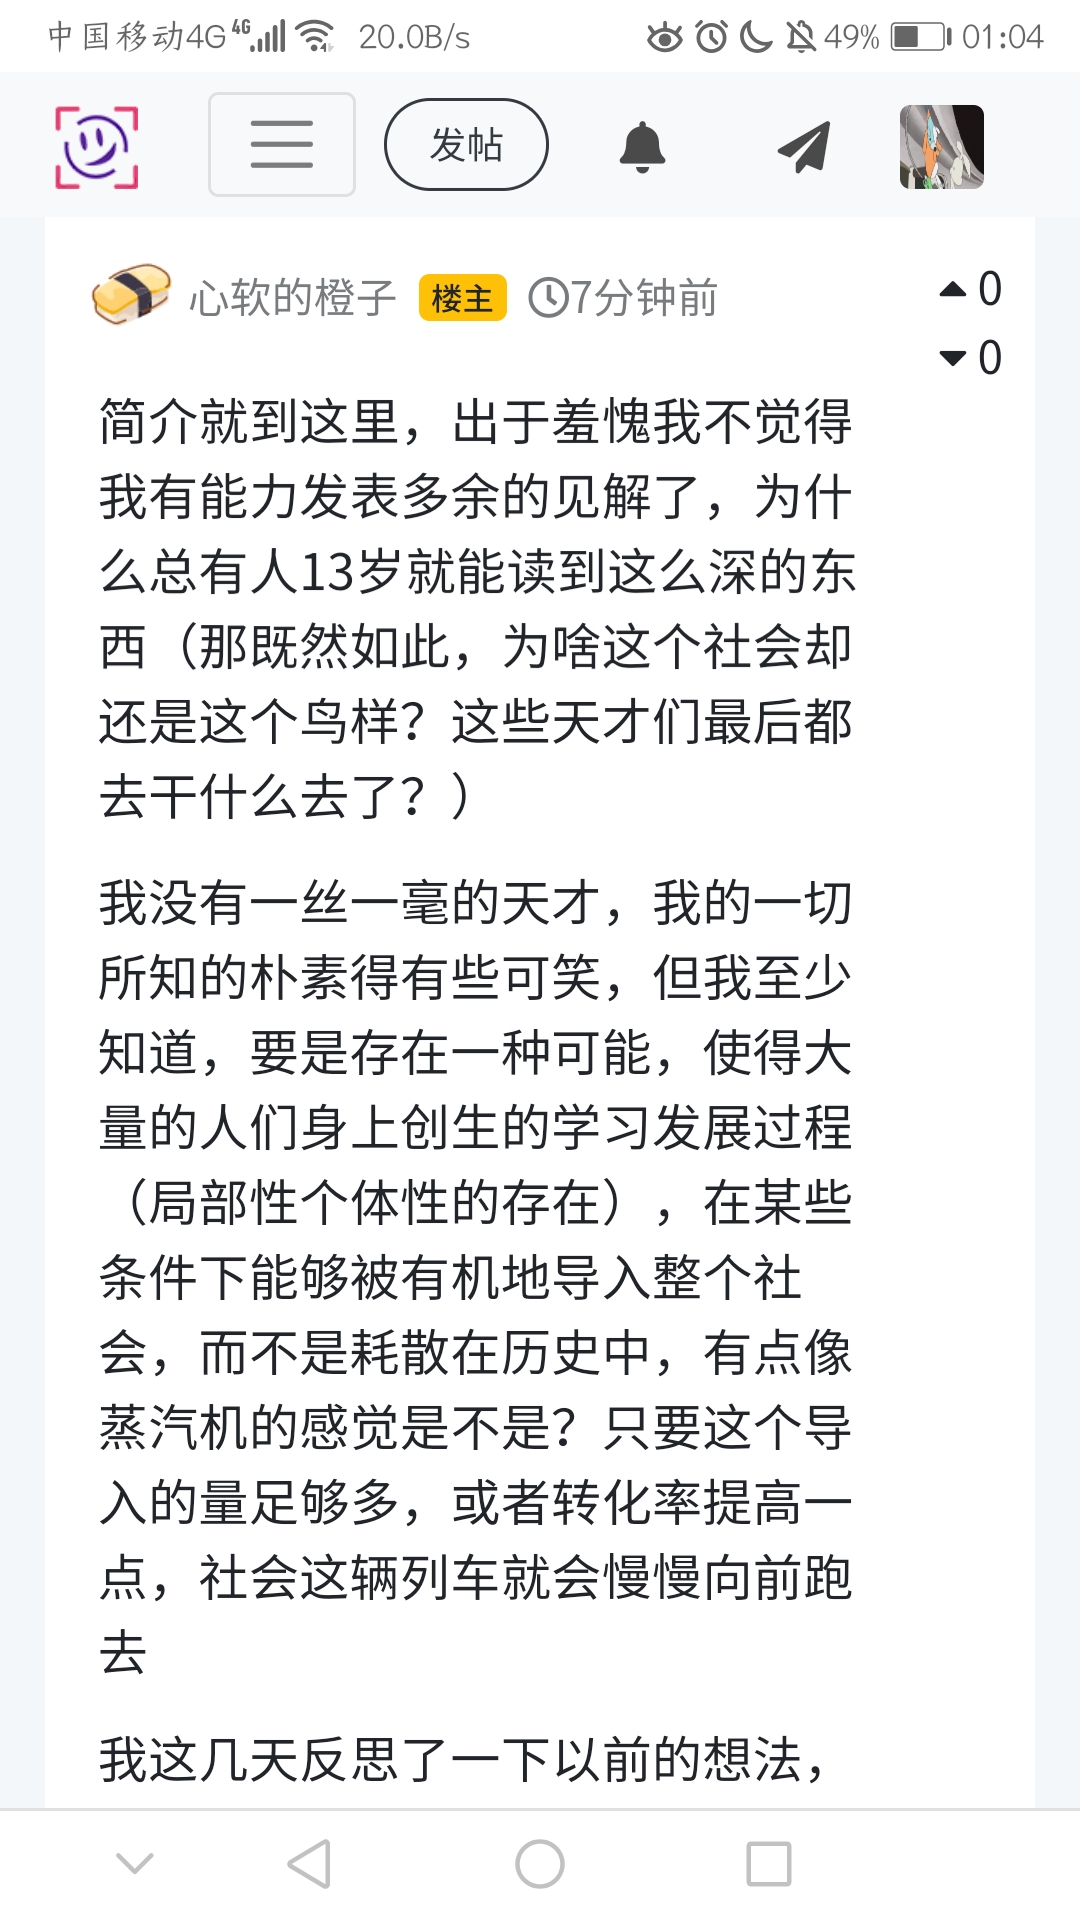 中国移动4G 4G 20.0B/s 49% 01:04
发帖
心软的橙子 楼主 7分钟前
0
0
简介就到这里，出于羞愧我不觉得
我有能力发表多余的见解了，为什
么总有人13岁就能读到这么深的东
西（那既然如此，为啥这个社会却
还是这个鸟样？这些天才们最后都
去干什么去了？）
我没有一丝一毫的天才，我的一切
所知的朴素得有些可笑，但我至少
知道，要是存在一种可能，使得大
量的人们身上创生的学习发展过程
（局部性个体性的存在），在某些
条件下能够被有机地导入整个社
会，而不是耗散在历史中，有点像
蒸汽机的感觉是不是？只要这个导
入的量足够多，或者转化率提高一
点，社会这辆列车就会慢慢向前跑
去
我这几天反思了一下以前的想法，